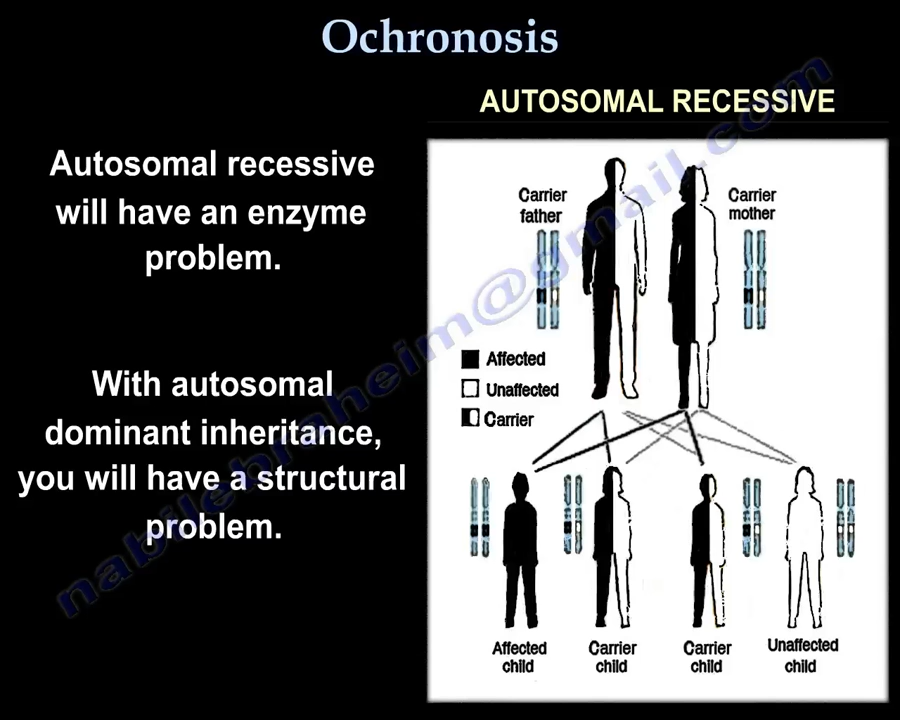 Ochronosis
AUTOSOMAL RECESSIVE
Autosomal recessive
will have an enzyme
problem.
With autosomal
dominant inheritance,
you will have a structural
problem.
Carrier
father
Carrier
mother
Affected
Unaffected
Carrier
Affected
child
Carrier
child
Carrier
child
Unaffected
child
nabilebraheim@gmail.com